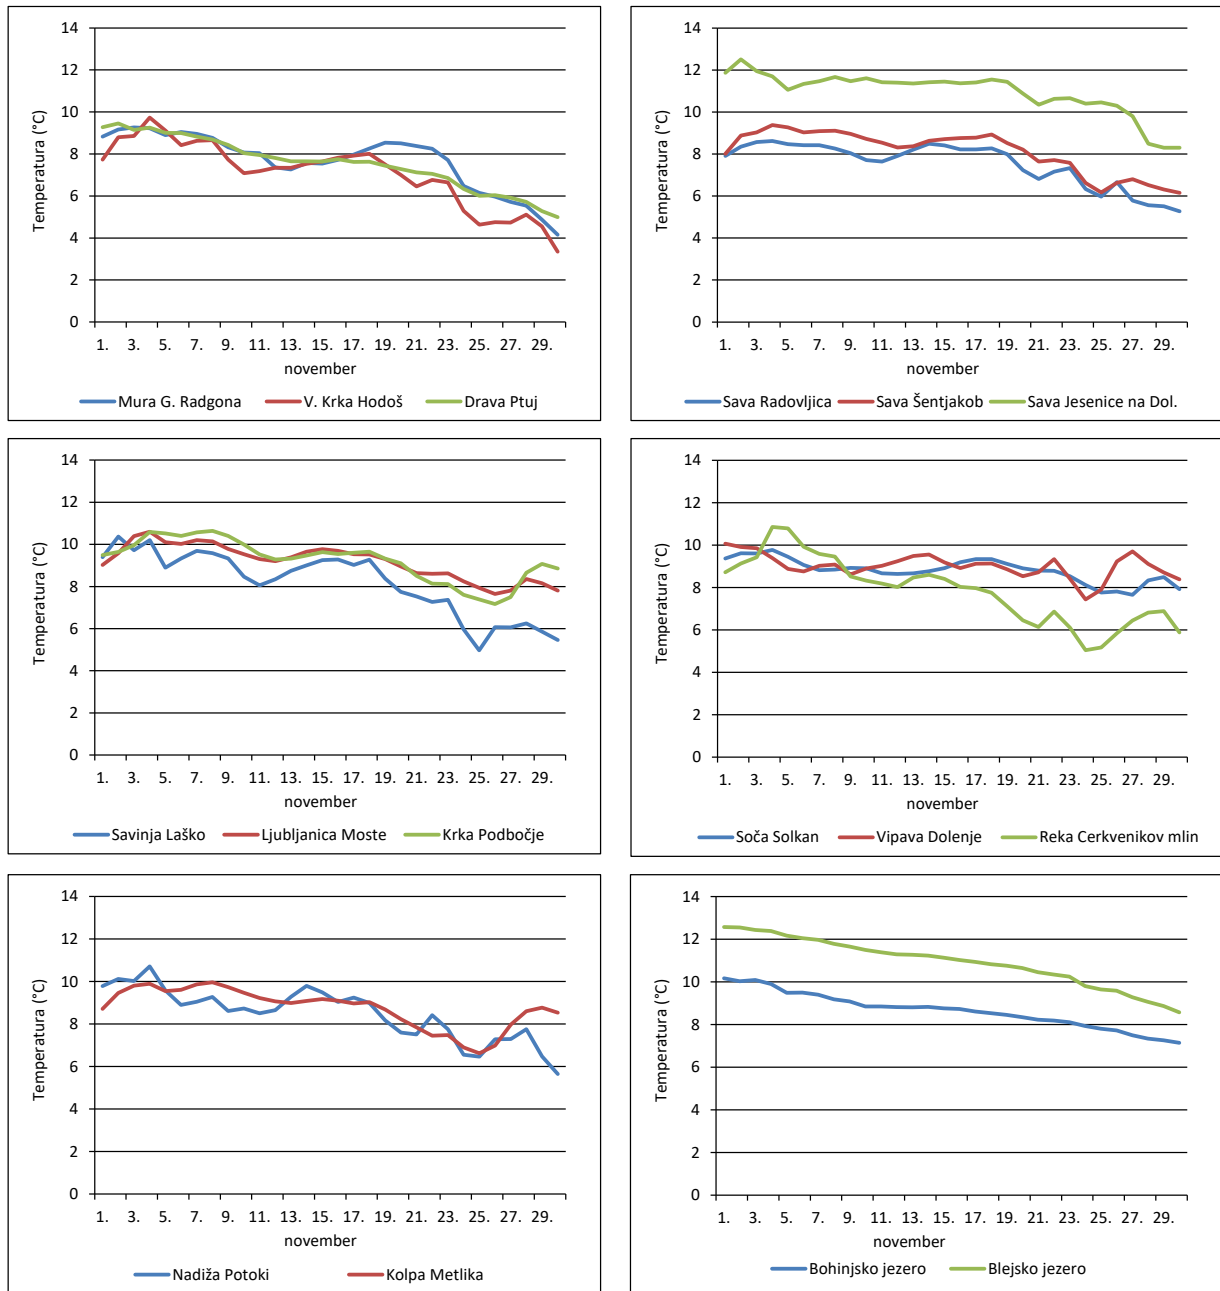 14
12
10
8
6
4
2
0
Temperatura (°C)
1. 3. 5. 7. 9. 11. 13. 15. 17. 19. 21. 23. 25. 27. 29.
november
Mura G. Radgona V. Krka Hodoš Drava Ptuj
14
12
10
8
6
4
2
0
Temperatura (°C)
1. 3. 5. 7. 9. 11. 13. 15. 17. 19. 21. 23. 25. 27. 29.
november
Sava Radovljica Sava Šentjakob Sava Jesenice na Dol.
14
12
10
8
6
4
2
0
Temperatura (°C)
1. 3. 5. 7. 9. 11. 13. 15. 17. 19. 21. 23. 25. 27. 29.
november
Savinja Laško Ljubljanica Moste Krka Podbočje
14
12
10
8
6
4
2
0
Temperatura (°C)
1. 3. 5. 7. 9. 11. 13. 15. 17. 19. 21. 23. 25. 27. 29.
november
Soča Solkan Vipava Dolenje Reka Cerkvenikov mlin
14
12
10
8
6
4
2
0
Temperatura (°C)
1. 3. 5. 7. 9. 11. 13. 15. 17. 19. 21. 23. 25. 27. 29.
november
Nadiža Potoki Kolpa Metlika
14
12
10
8
6
4
2
0
Temperatura (°C)
1. 3. 5. 7. 9. 11. 13. 15. 17. 19. 21. 23. 25. 27. 29.
november
Bohinjsko jezero Blejsko jezero